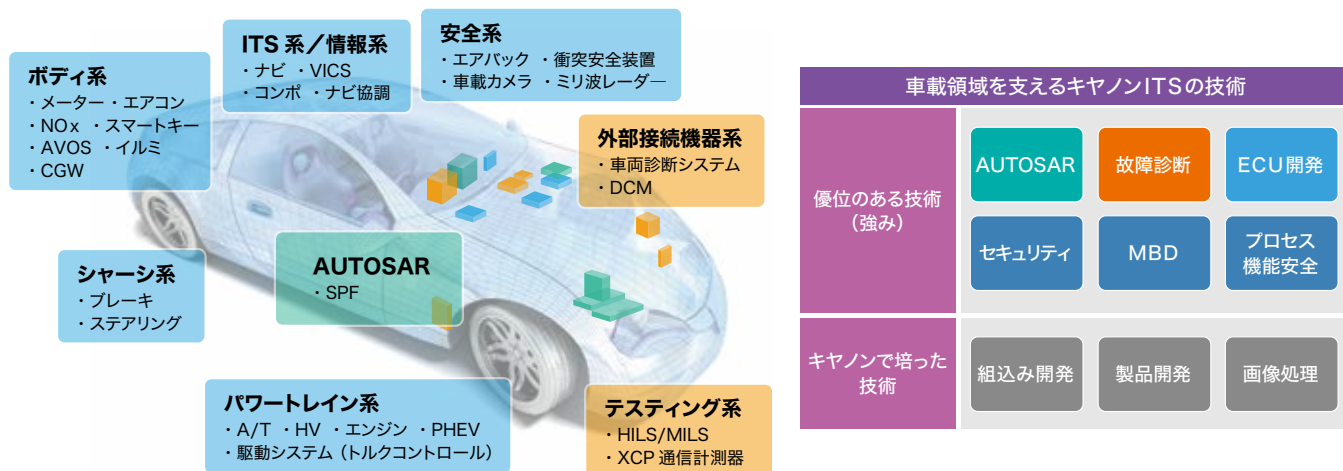 ボディ系
・メーター ・エアコン
・NOx ・スマートキー
・AVOS ・イルミ
・CGW
ITS 系／情報系
・ナビ ・VICS
・コンポ ・ナビ協調
安全系
・エアバック ・衝突安全装置
・車載カメラ ・ミリ波レーダ―
外部接続機器系
・車両診断システム
・DCM
AUTOSAR
・SPF
シャーシ系
・ブレーキ
・ステアリング
パワートレイン系
・A/T ・HV ・エンジン ・PHEV
・駆動システム（トルクコントロール）
テスティング系
・HILS/MILS
・XCP 通信計測器
車載領域を支えるキヤノンITSの技術
優位のある技術
（強み）
AUTOSAR
故障診断
ECU開発
セキュリティ
MBD
プロセス
機能安全
キヤノンで培った
技術
組込み開発
製品開発
画像処理